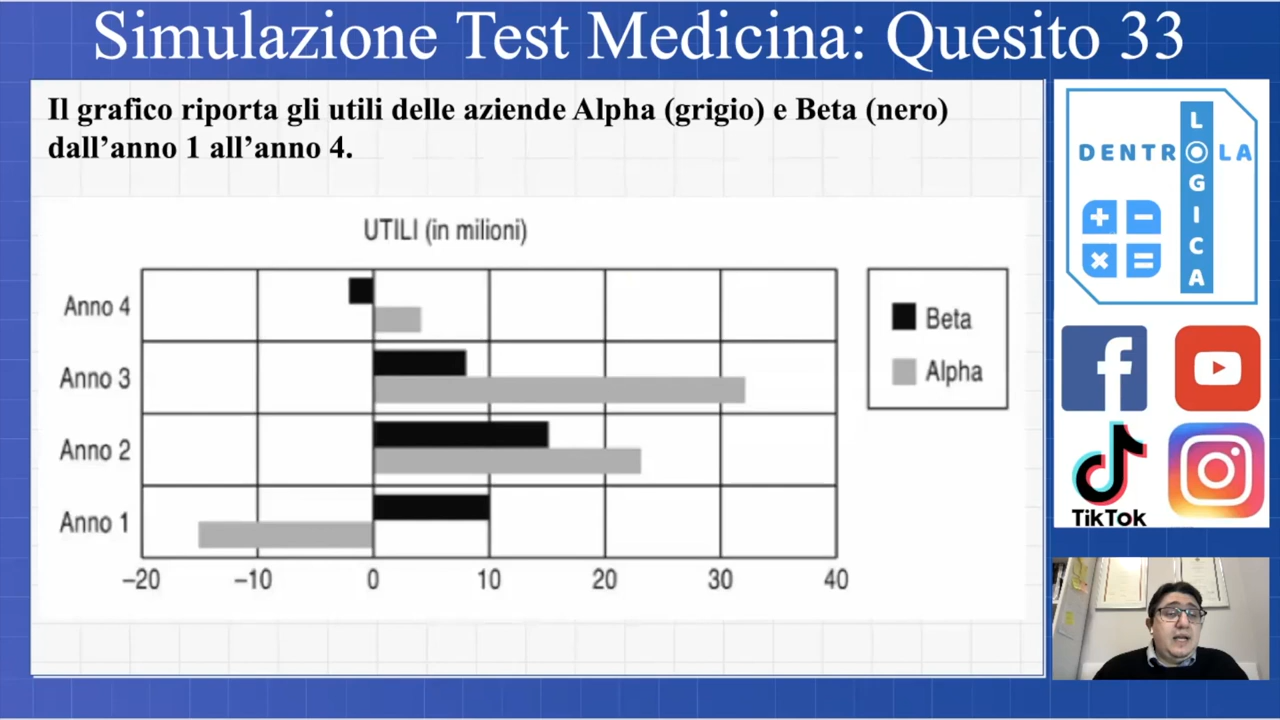 Simulazione Test Medicina: Quesito 33
Il grafico riporta gli utili delle aziende Alpha (grigio) e Beta (nero)
dall’anno 1 all’anno 4.
UTILI (in milioni)
Anno 4
Anno 3
Anno 2
Anno 1
–20 –10 0 10 20 30 40
Beta
Alpha
DENTR LA
LOGICA
+ −
× =
TikTok